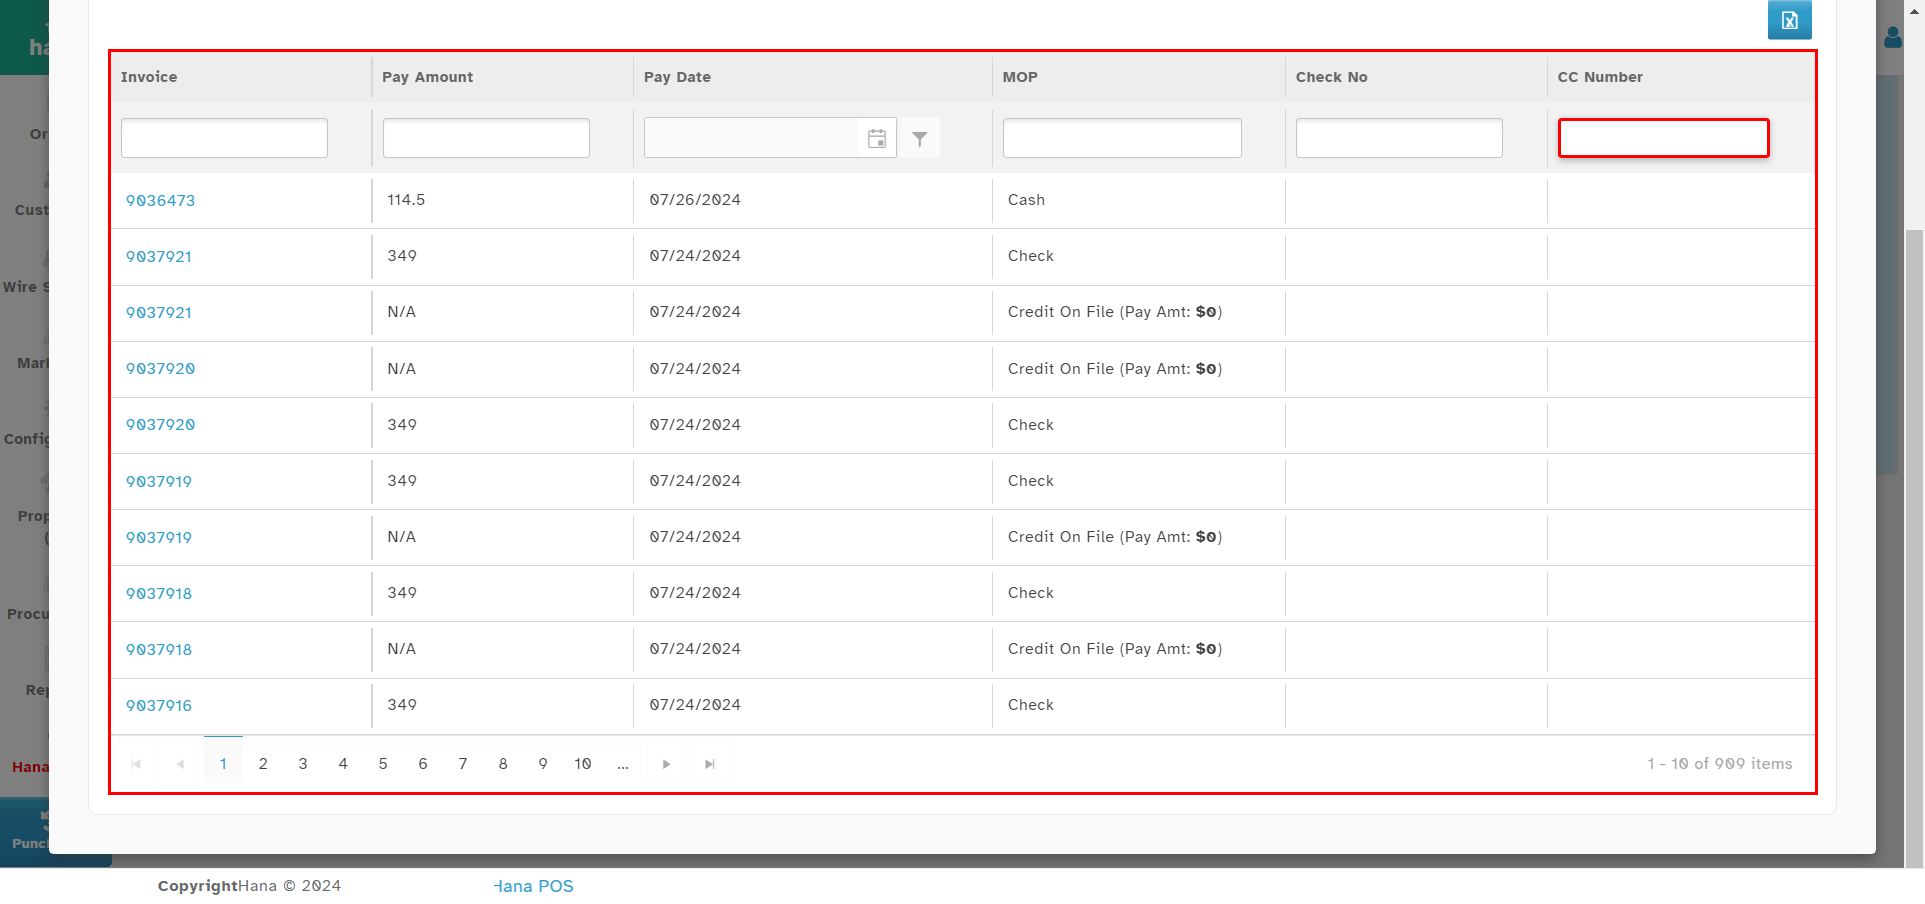 ha
Invoice Pay Amount Pay Date MOP Check No CC Number
9036473 114.5 07/26/2024 Cash
9037921 349 07/24/2024 Check
9037921 N/A 07/24/2024 Credit On File (Pay Amt: $0)
9037920 N/A 07/24/2024 Credit On File (Pay Amt: $0)
9037920 349 07/24/2024 Check
9037919 349 07/24/2024 Check
9037919 N/A 07/24/2024 Credit On File (Pay Amt: $0)
9037918 349 07/24/2024 Check
9037918 N/A 07/24/2024 Credit On File (Pay Amt: $0)
9037916 349 07/24/2024 Check
1 2 3 4 5 6 7 8 9 10 ... 1 - 10 of 909 items
Or
Cust
Wire S
Mark
Config
Prop
(
Procu
Rep
Hana
Punc
CopyrightHana © 2024 Hana POS